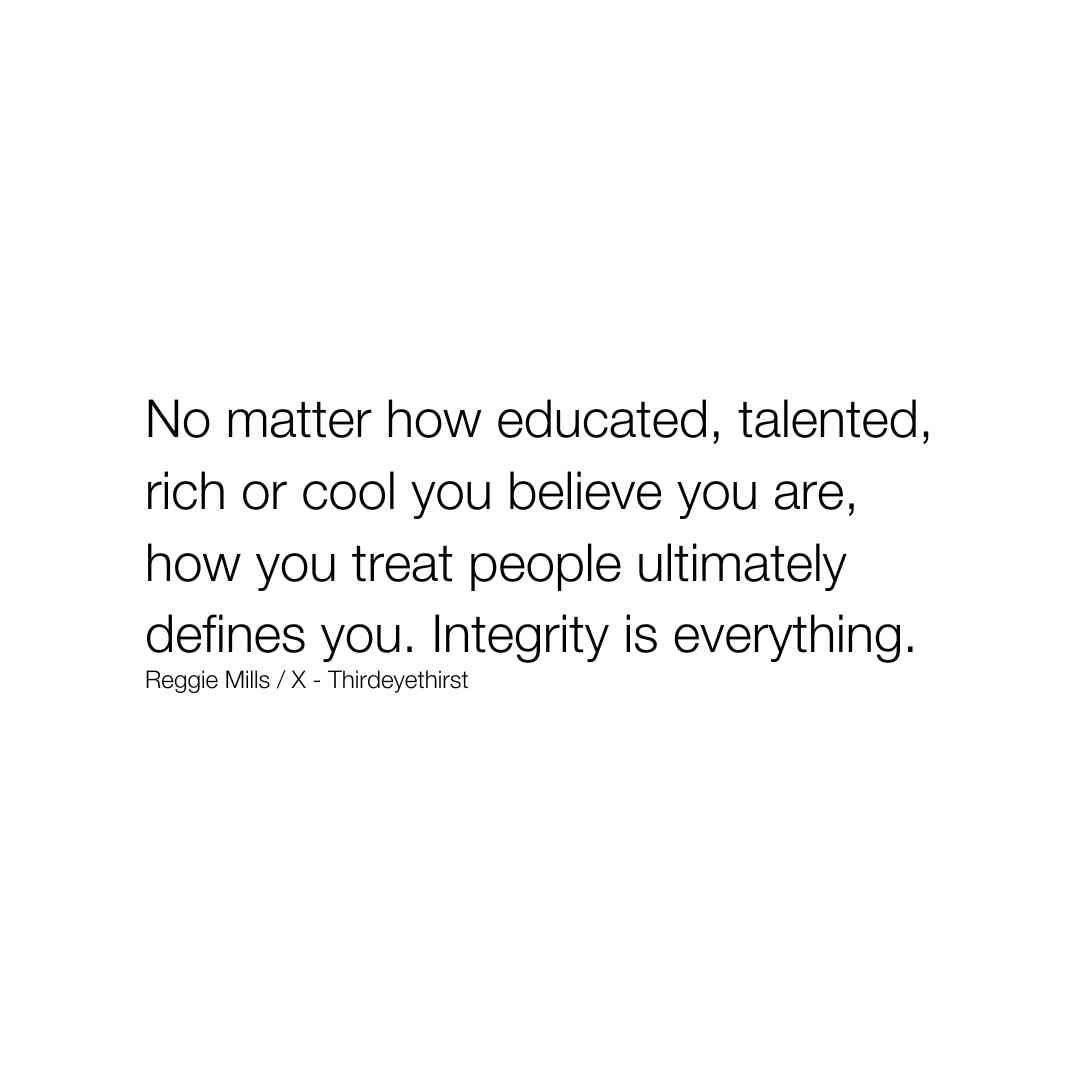 No matter how educated, talented,
rich or cool you believe you are,
how you treat people ultimately
defines you. Integrity is everything.
Reggie Mills / X - Thirdeyethirst